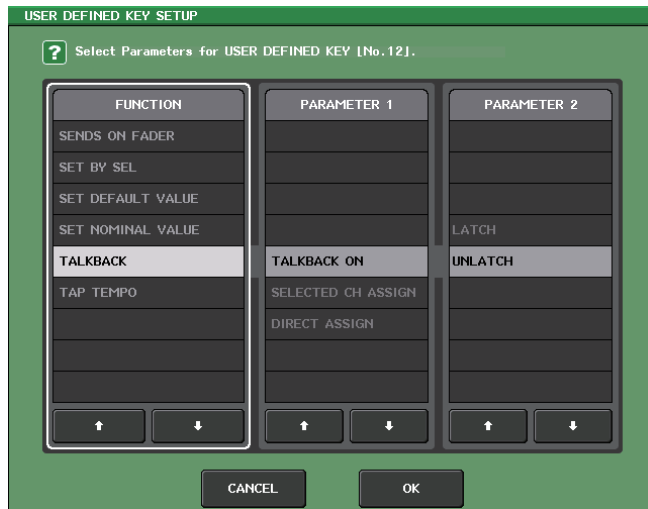 USER DEFINED KEY SETUP
? Select Parameters for USER DEFINED KEY [No.12].
FUNCTION
SENDS ON FADER
SET BY SEL
SET DEFAULT VALUE
SET NOMINAL VALUE
TALKBACK
TAP TEMPO
PARAMETER 1
TALKBACK ON
SELECTED CH ASSIGN
DIRECT ASSIGN
PARAMETER 2
LATCH
UNLATCH
CANCEL
OK